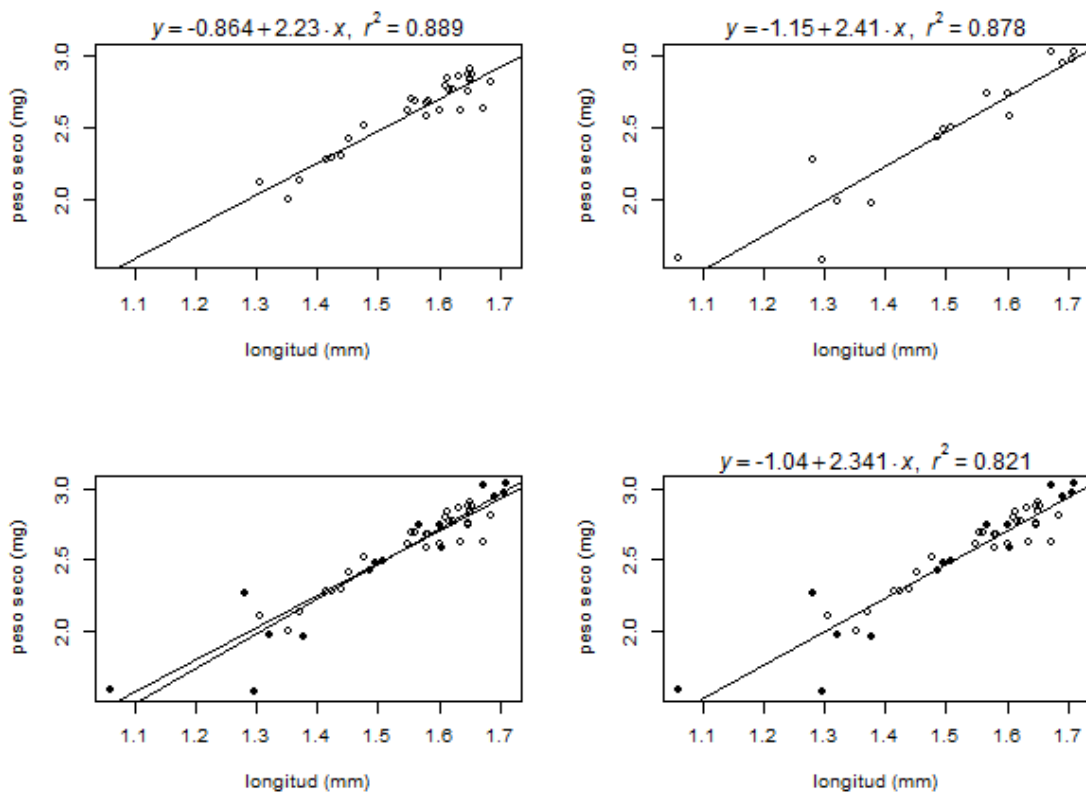 y = -0.864 + 2.23 · x, r² = 0.889
3.0
2.5
2.0
peso seco (mg)
1.1 1.2 1.3 1.4 1.5 1.6 1.7
longitud (mm)
y = -1.15 + 2.41 · x, r² = 0.878
3.0
2.5
2.0
peso seco (mg)
1.1 1.2 1.3 1.4 1.5 1.6 1.7
longitud (mm)
3.0
2.5
2.0
peso seco (mg)
1.1 1.2 1.3 1.4 1.5 1.6 1.7
longitud (mm)
y = -1.04 + 2.341 · x, r² = 0.821
3.0
2.5
2.0
peso seco (mg)
1.1 1.2 1.3 1.4 1.5 1.6 1.7
longitud (mm)